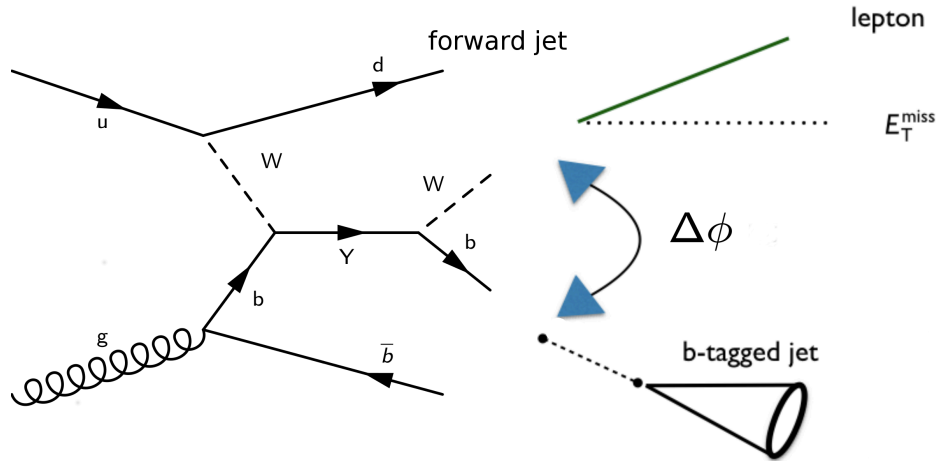 lepton
forward jet
d
u
E_T^miss
W
W
Δϕ
b
Y
b
g
b̅
b-tagged jet